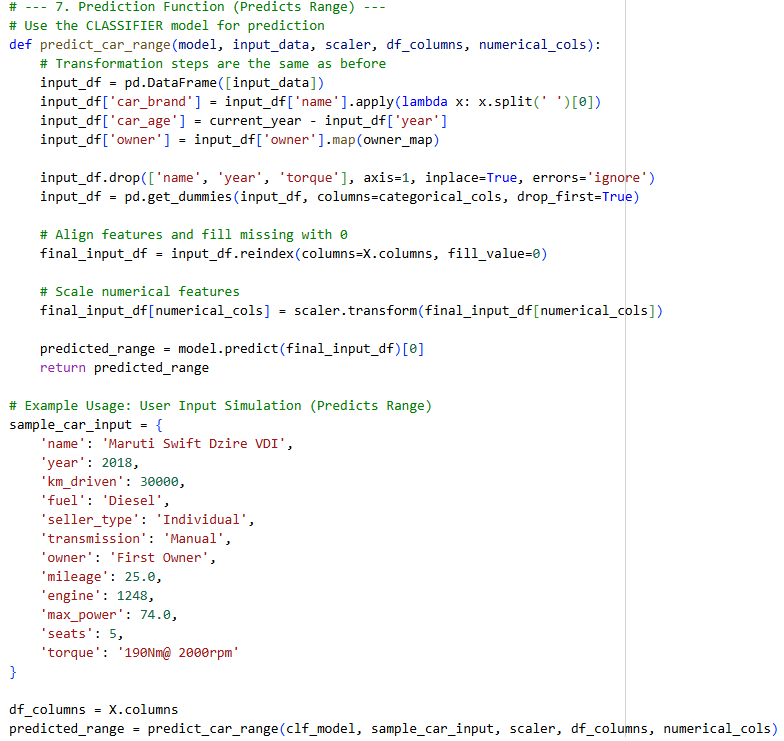 # --- 7. Prediction Function (Predicts Range) ---
# Use the CLASSIFIER model for prediction
def predict_car_range(model, input_data, scaler, df_columns, numerical_cols):
    # Transformation steps are the same as before
    input_df = pd.DataFrame([input_data])
    input_df['car_brand'] = input_df['name'].apply(lambda x: x.split(' ')[0])
    input_df['car_age'] = current_year - input_df['year']
    input_df['owner'] = input_df['owner'].map(owner_map)

    input_df.drop(['name', 'year', 'torque'], axis=1, inplace=True, errors='ignore')
    input_df = pd.get_dummies(input_df, columns=categorical_cols, drop_first=True)

    # Align features and fill missing with 0
    final_input_df = input_df.reindex(columns=X.columns, fill_value=0)

    # Scale numerical features
    final_input_df[numerical_cols] = scaler.transform(final_input_df[numerical_cols])

    predicted_range = model.predict(final_input_df)[0]
    return predicted_range

# Example Usage: User Input Simulation (Predicts Range)
sample_car_input = {
    'name': 'Maruti Swift Dzire VDI',
    'year': 2018,
    'km_driven': 30000,
    'fuel': 'Diesel',
    'seller_type': 'Individual',
    'transmission': 'Manual',
    'owner': 'First Owner',
    'mileage': 25.0,
    'engine': 1248,
    'max_power': 74.0,
    'seats': 5,
    'torque': '190Nm@ 2000rpm'
}

df_columns = X.columns
predicted_range = predict_car_range(clf_model, sample_car_input, scaler, df_columns, numerical_cols)